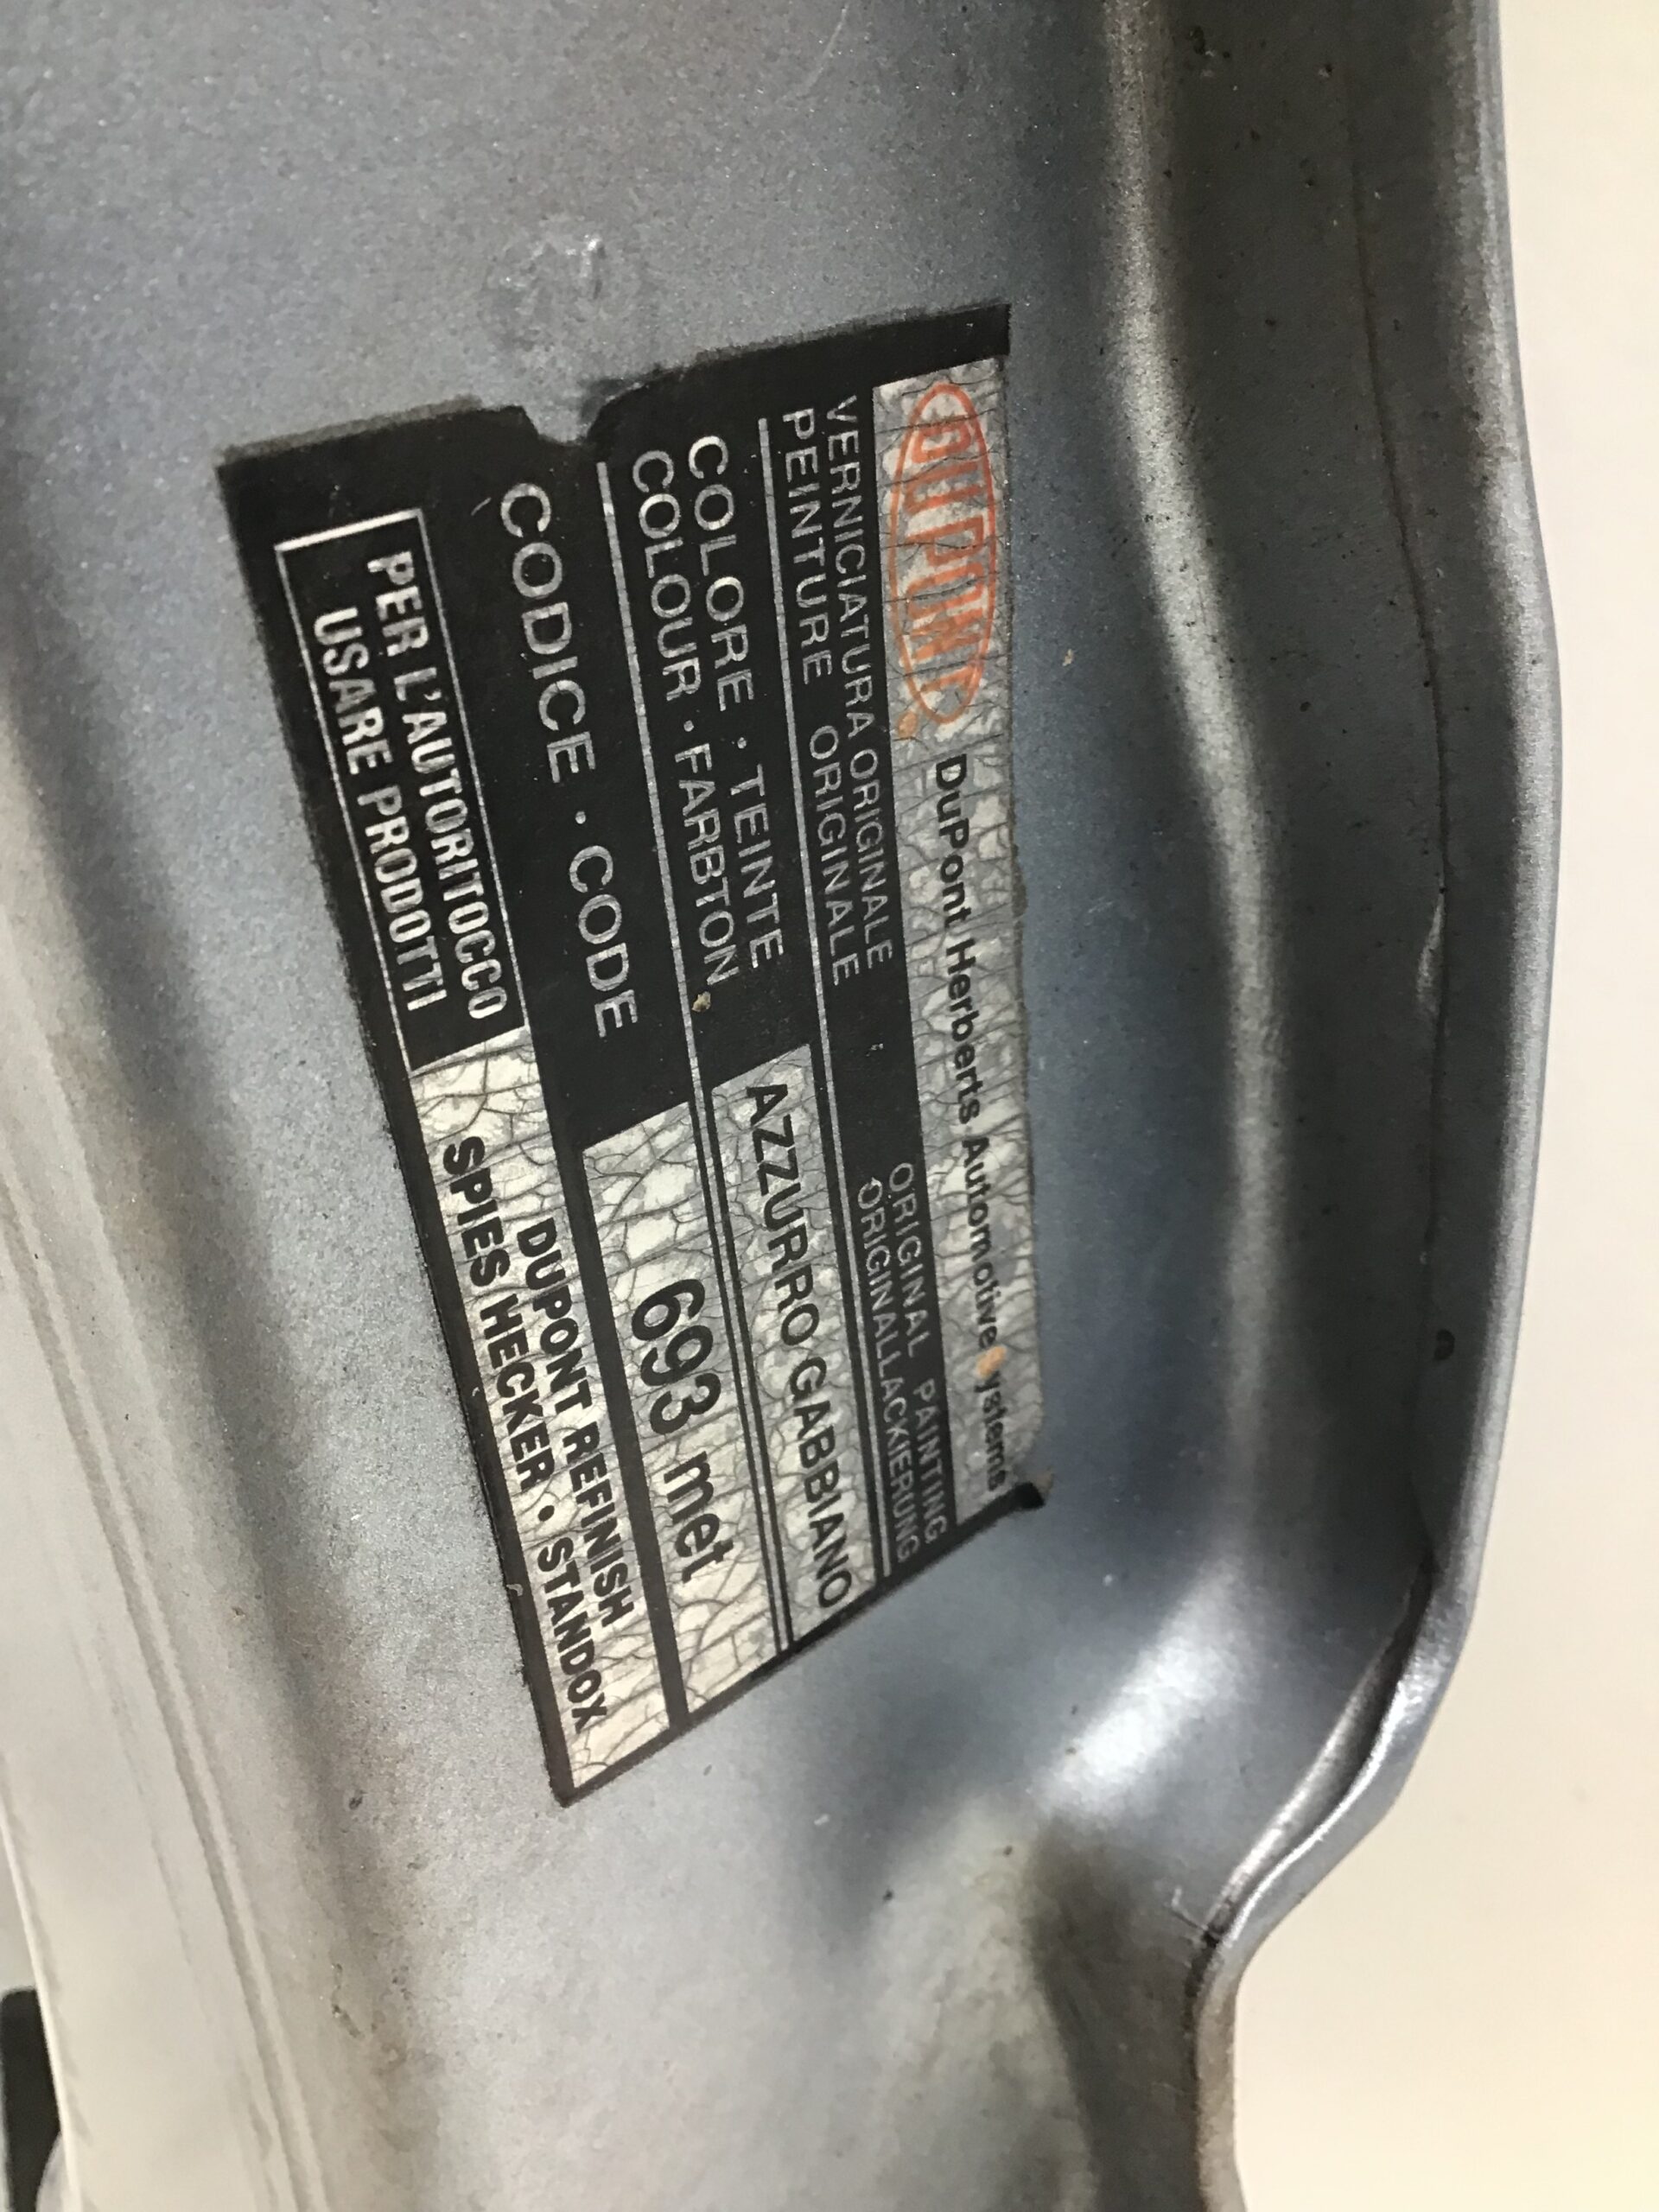 DUPONT DuPont Herberts Automotive ystems
VERNICIATURA ORIGINALE ORIGINAL PAINTING
PEINTURE ORIGINALE ORIGINALLACKIERUNG
COLORE · TEINTE AZZURRO GABBIANO
COLOUR · FARBTON
CODICE · CODE 693 met
PER L'AUTORITOCCO DUPONT REFINISH
USARE PRODOTTI SPIES HECKER · STANDOX